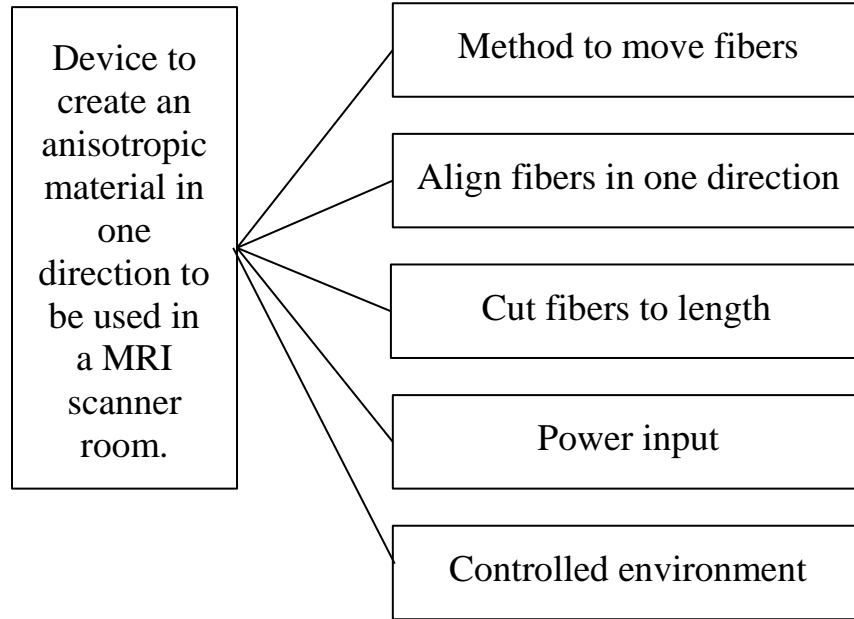 Device to
create an
anisotropic
material in
one
direction to
be used in
a MRI
scanner
room.
Method to move fibers
Align fibers in one direction
Cut fibers to length
Power input
Controlled environment